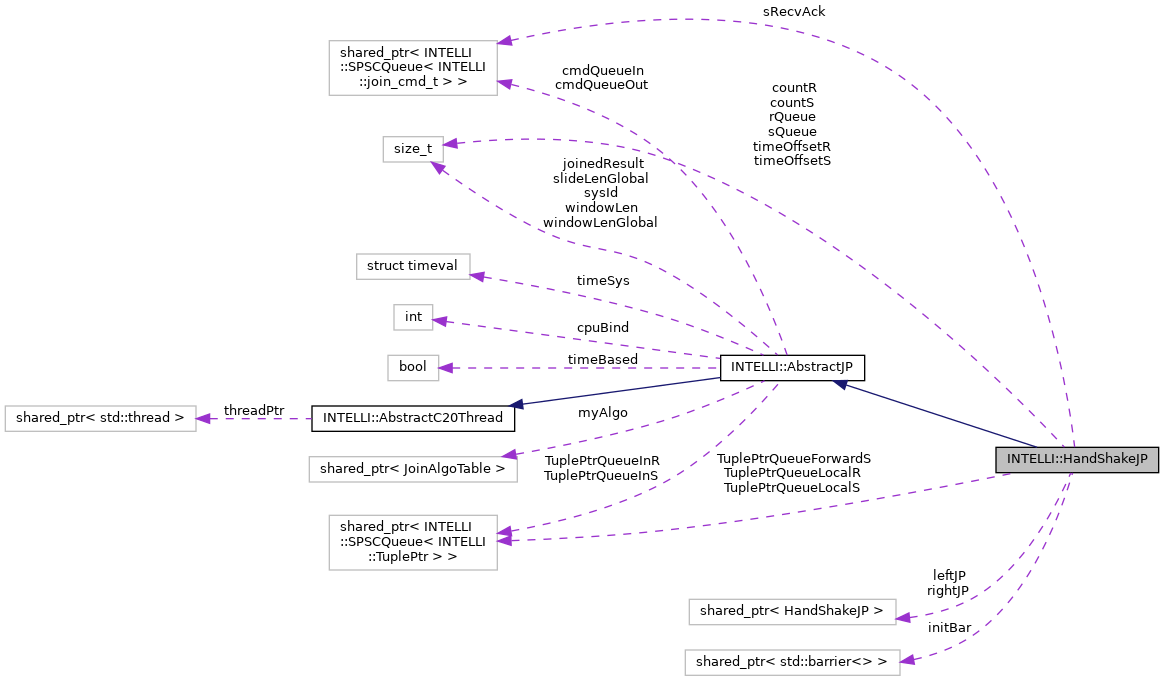 sRecvAck
shared_ptr< INTELLI
::SPSCQueue< INTELLI
::join_cmd_t > >
cmdQueueIn
cmdQueueOut
countR
countS
rQueue
sQueue
timeOffsetR
timeOffsetS
size_t
joinedResult
slideLenGlobal
sysId
windowLen
windowLenGlobal
struct timeval
timeSys
int
cpuBind
bool
timeBased
INTELLI::AbstractJP
shared_ptr< std::thread >
threadPtr
INTELLI::AbstractC20Thread
myAlgo
shared_ptr< JoinAlgoTable >
TuplePtrQueueInR
TuplePtrQueueInS
TuplePtrQueueForwardS
TuplePtrQueueLocalR
TuplePtrQueueLocalS
INTELLI::HandShakeJP
shared_ptr< INTELLI
::SPSCQueue< INTELLI
::TuplePtr > >
leftJP
rightJP
shared_ptr< HandShakeJP >
initBar
shared_ptr< std::barrier<> >